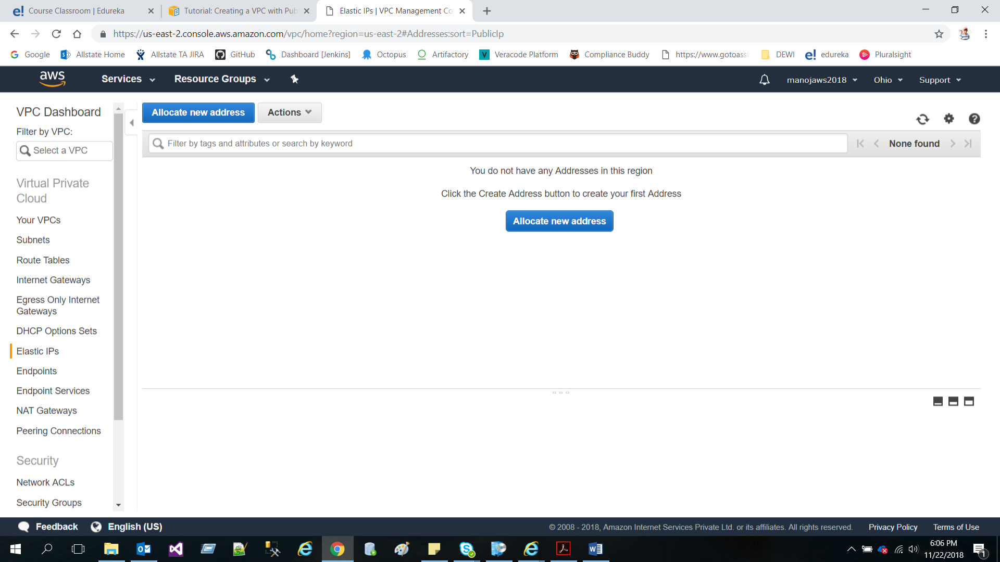 Course Classroom | Edureka
Tutorial: Creating a VPC with Pub
Elastic IPs | VPC Management Co
https://us-east-2.console.aws.amazon.com/vpc/home?region=us-east-2#Addresses:sort=PublicIp
Google
Allstate Home
Allstate TA JIRA
GitHub
Dashboard [Jenkins]
Octopus
Artifactory
Veracode Platform
Compliance Buddy
https://www.gotoassi
DEWI
edureka
Pluralsight
aws
Services
Resource Groups
manojaws2018
Ohio
Support
VPC Dashboard
Filter by VPC:
Select a VPC
Virtual Private
Cloud
Your VPCs
Subnets
Route Tables
Internet Gateways
Egress Only Internet
Gateways
DHCP Options Sets
Elastic IPs
Endpoints
Endpoint Services
NAT Gateways
Peering Connections
Security
Network ACLs
Security Groups
Allocate new address
Actions
Filter by tags and attributes or search by keyword
None found
You do not have any Addresses in this region
Click the Create Address button to create your first Address
Allocate new address
Feedback
English (US)
© 2008 - 2018, Amazon Internet Services Private Ltd. or its affiliates. All rights reserved.
Privacy Policy
Terms of Use
6:06 PM
11/22/2018
1